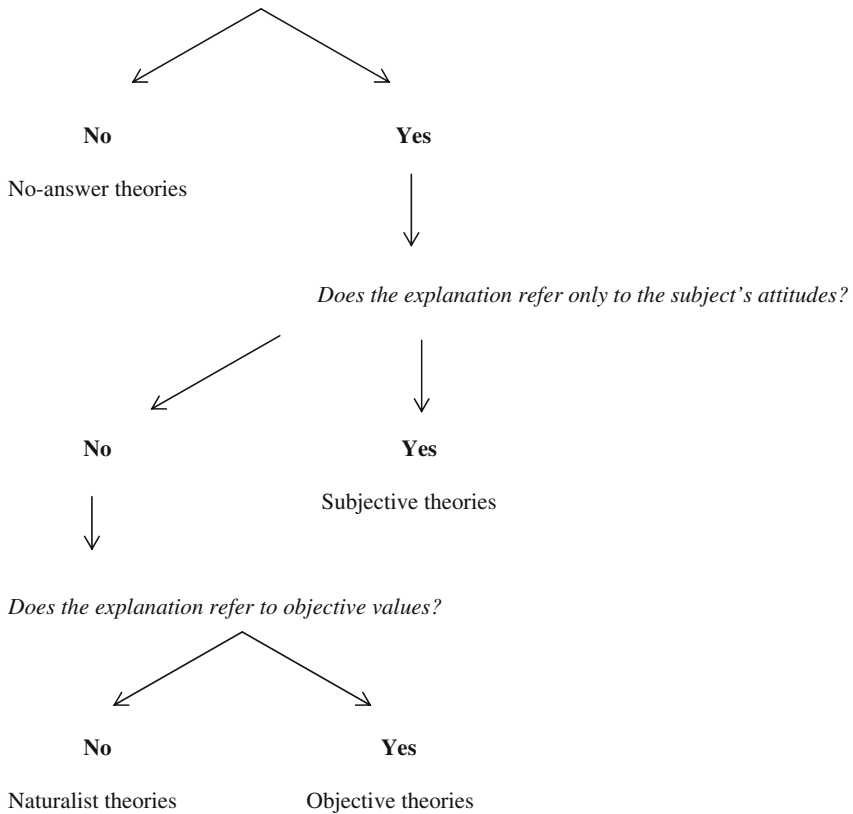 No Yes
No-answer theories
Does the explanation refer only to the subject's attitudes?
No Yes
Subjective theories
Does the explanation refer to objective values?
No Yes
Naturalist theories Objective theories